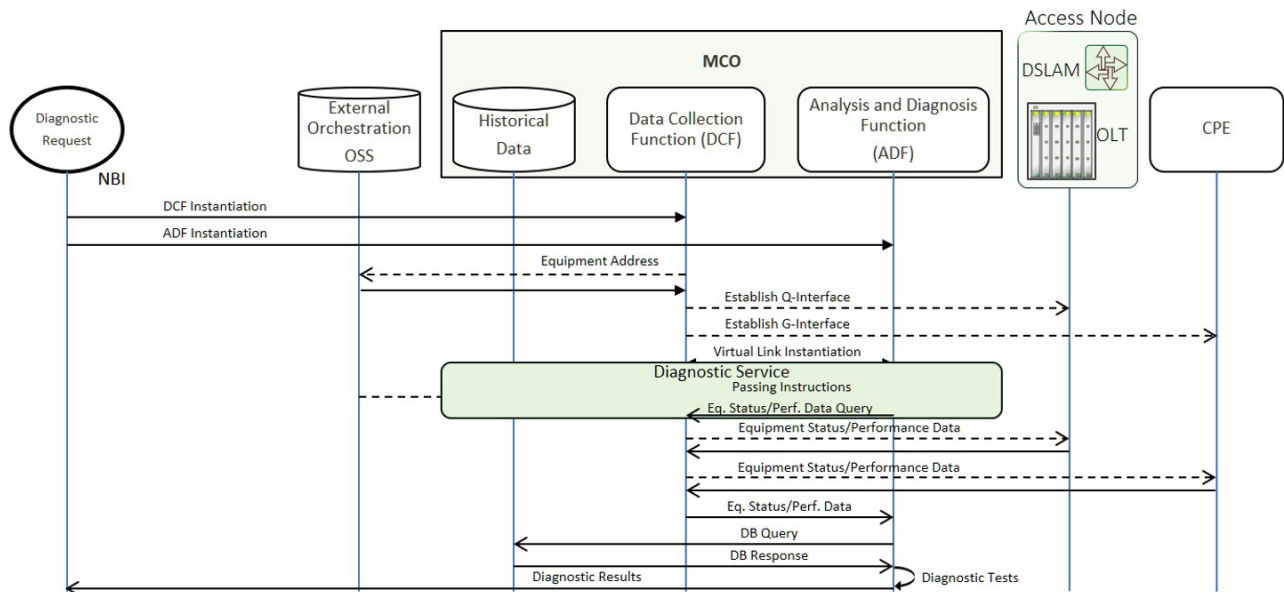 Access Node
MCO
DSLAM
OLT
Diagnostic
Request
NBI
External
Orchestration
OSS
Historical
Data
Data Collection
Function (DCF)
Analysis and Diagnosis
Function
(ADF)
CPE
DCF Instantiation
ADF Instantiation
Equipment Address
Establish Q-Interface
Establish G-Interface
Virtual Link Instantiation
Diagnostic Service
Passing Instructions
Eq. Status/Perf. Data Query
Equipment Status/Performance Data
Equipment Status/Performance Data
Eq. Status/Perf. Data
DB Query
DB Response
Diagnostic Results
Diagnostic Tests